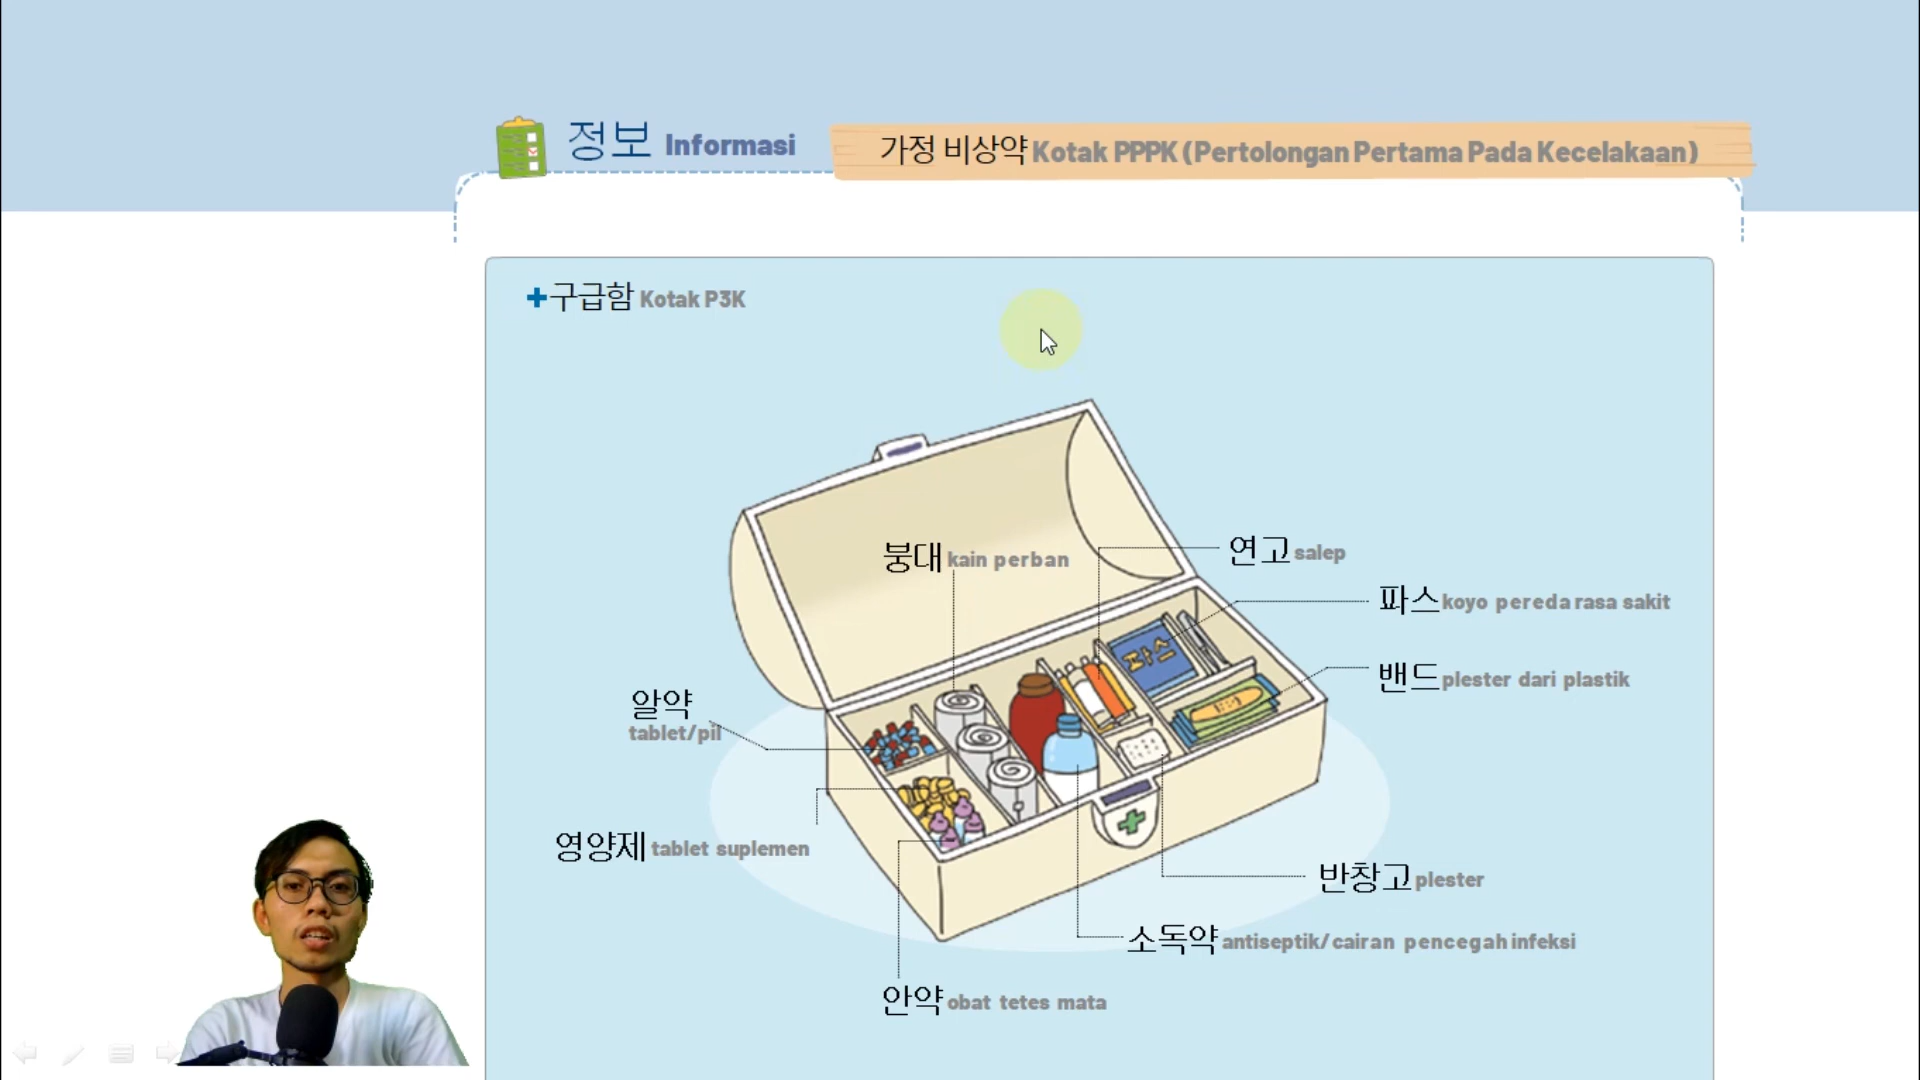 정보 Informasi
가정 비상약 Kotak PPPK (Pertolongan Pertama Pada Kecelakaan)
구급함 Kotak P3K
붕대 kain perban
연고 salep
파스 koyo pereda rasa sakit
파스
밴드 plester dari plastik
알약
tablet/pil
영양제 tablet suplemen
반창고 plester
소독약 antiseptik/cairan pencegah infeksi
안약 obat tetes mata